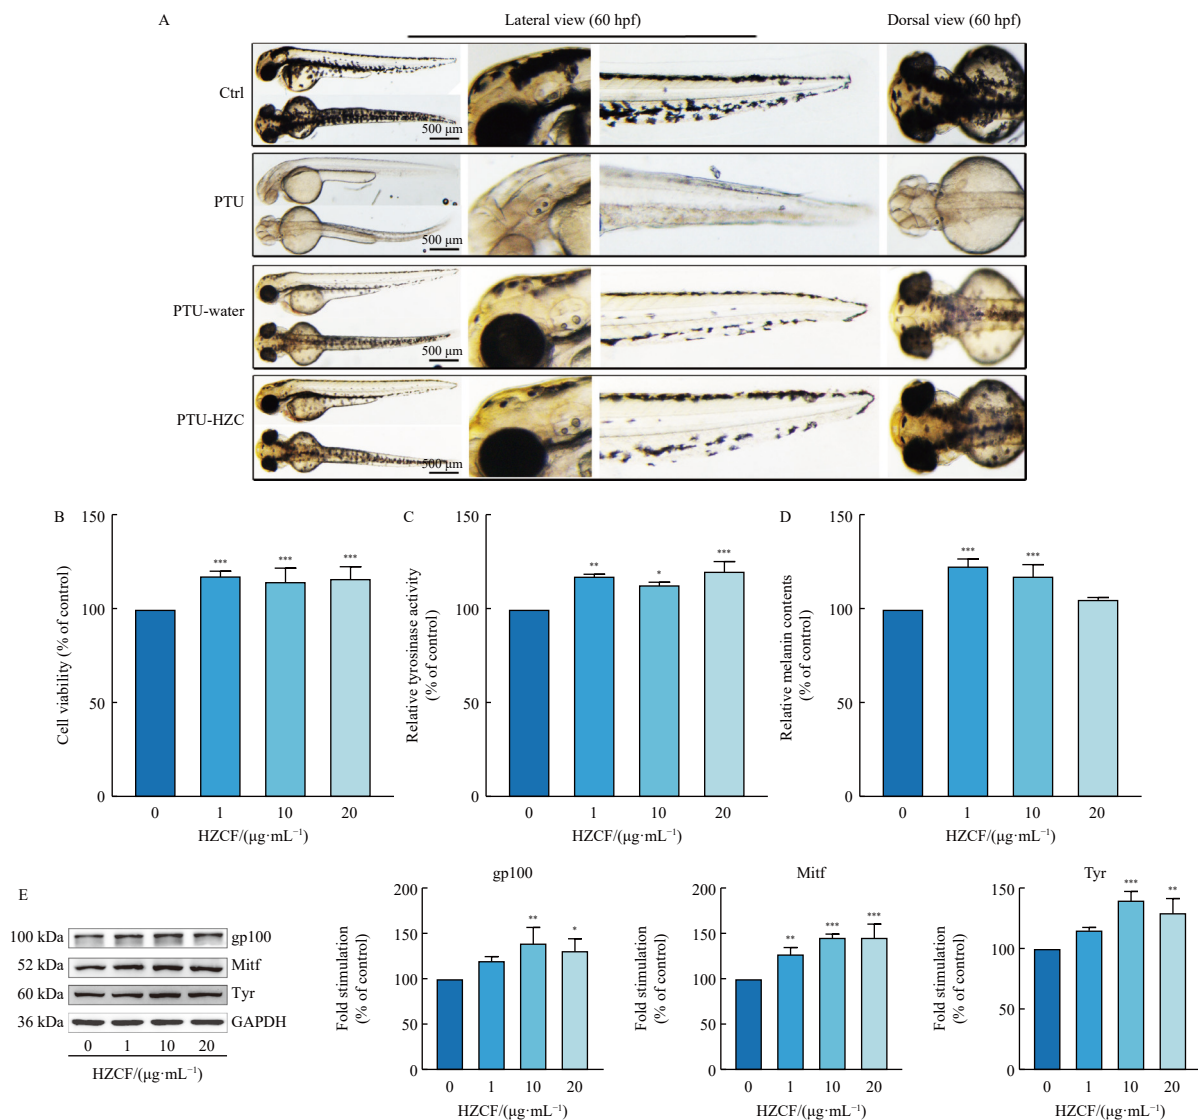 A
Lateral view (60 hpf)
Dorsal view (60 hpf)
Ctrl
500 μm
PTU
500 μm
PTU-water
500 μm
PTU-HZC
500 μm
B
150
100
50
0
Cell viability (% of control)
***
***
***
0 1 10 20
HZCF/(μg·mL⁻¹)
C
150
100
50
0
Relative tyrosinase activity
(% of control)
**
*
***
0 1 10 20
HZCF/(μg·mL⁻¹)
D
150
100
50
0
Relative melanin contents
(% of control)
***
***
0 1 10 20
HZCF/(μg·mL⁻¹)
E
100 kDa gp100
52 kDa Mitf
60 kDa Tyr
36 kDa GAPDH
0 1 10 20
HZCF/(μg·mL⁻¹)
gp100
200
150
100
50
0
Fold stimulation
(% of control)
**
*
0 1 10 20
HZCF/(μg·mL⁻¹)
Mitf
200
150
100
50
0
Fold stimulation
(% of control)
**
***
***
0 1 10 20
HZCF/(μg·mL⁻¹)
Tyr
150
100
50
0
Fold stimulation
(% of control)
***
**
0 1 10 20
HZCF/(μg·mL⁻¹)